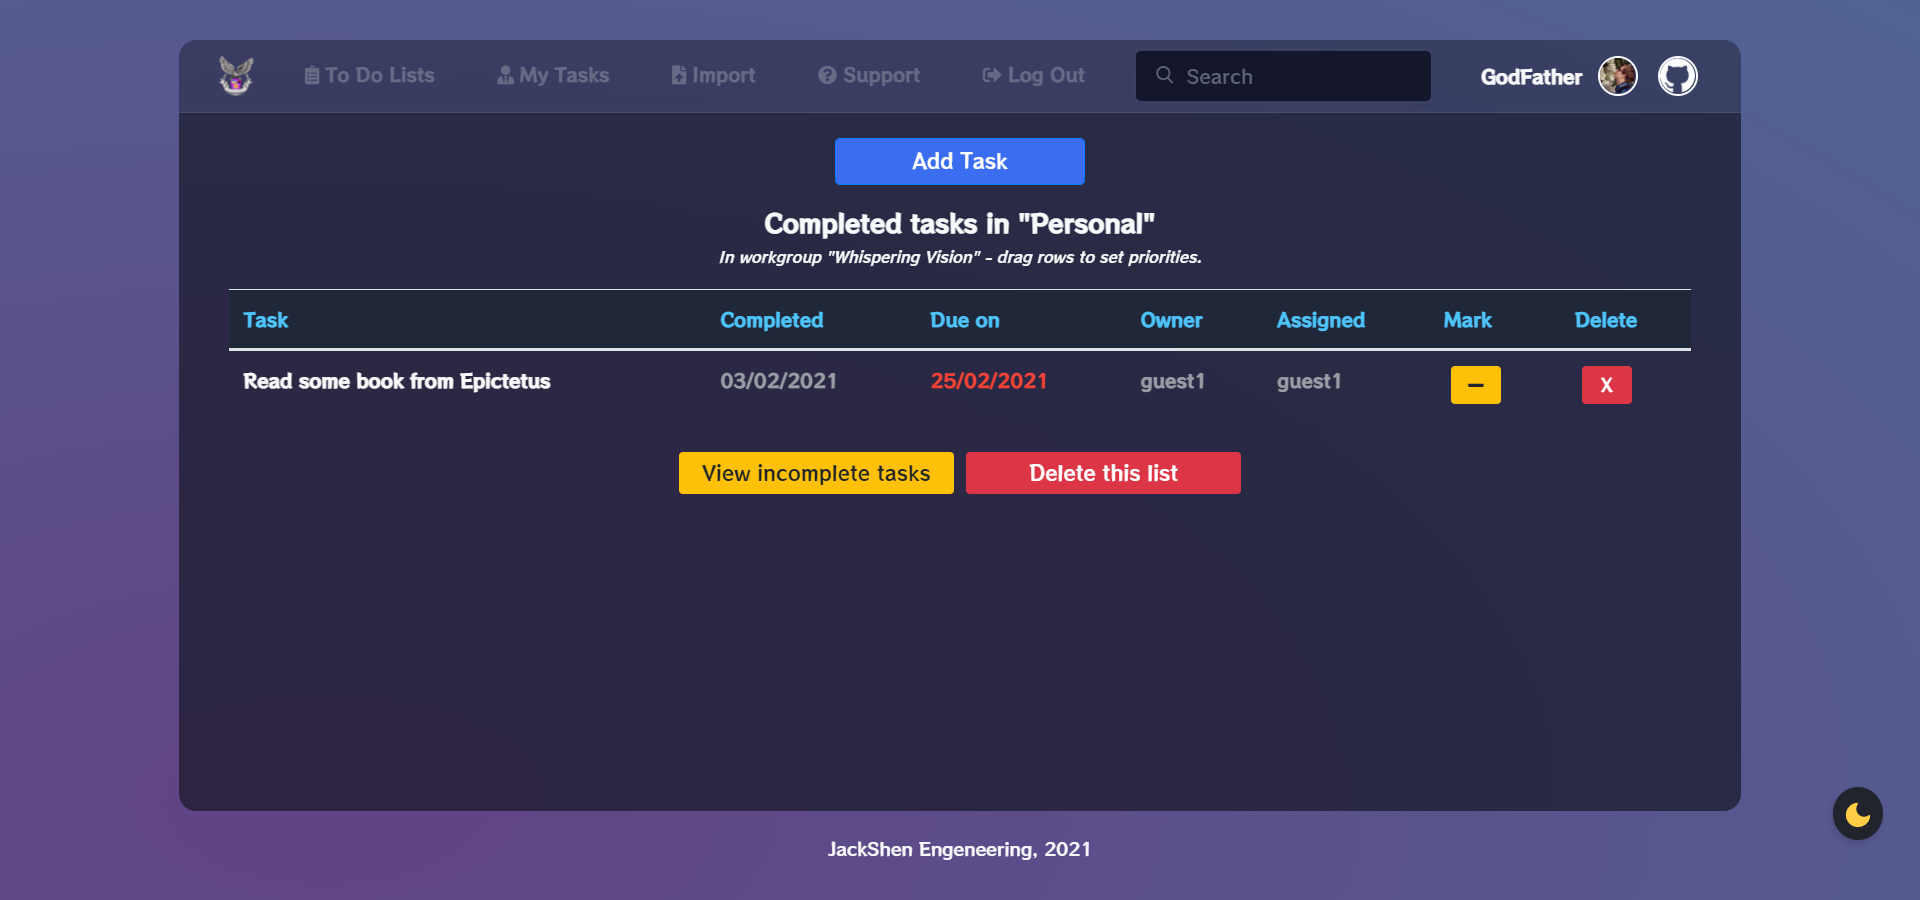 To Do Lists My Tasks Import Support Log Out Search GodFather
Add Task
Completed tasks in "Personal"
In workgroup "Whispering Vision" - drag rows to set priorities.
Task Completed Due on Owner Assigned Mark Delete
Read some book from Epictetus 03/02/2021 25/02/2021 guest1 guest1 – X
View incomplete tasks Delete this list
JackShen Engeneering, 2021